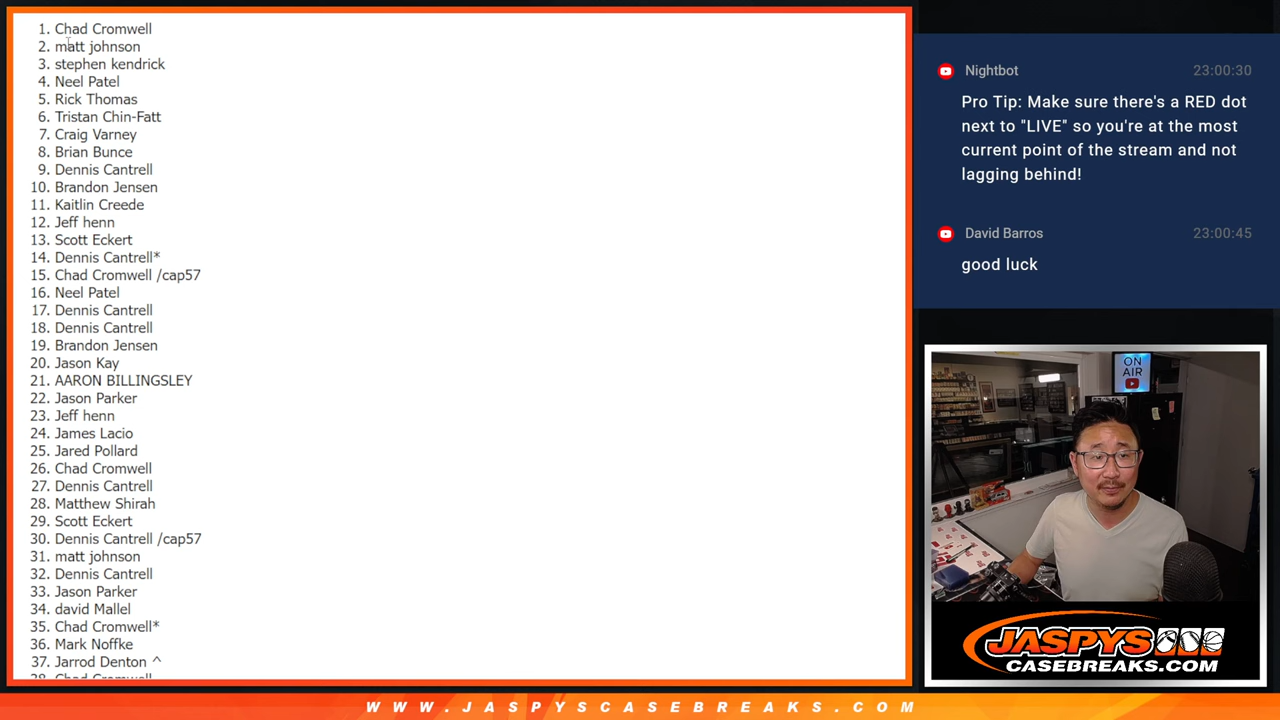 1. Chad Cromwell
2. matt johnson
3. stephen kendrick
4. Neel Patel
5. Rick Thomas
6. Tristan Chin-Fatt
7. Craig Varney
8. Brian Bunce
9. Dennis Cantrell
10. Brandon Jensen
11. Kaitlin Creede
12. Jeff henn
13. Scott Eckert
14. Dennis Cantrell*
15. Chad Cromwell /cap57
16. Neel Patel
17. Dennis Cantrell
18. Dennis Cantrell
19. Brandon Jensen
20. Jason Kay
21. AARON BILLINGSLEY
22. Jason Parker
23. Jeff henn
24. James Lacio
25. Jared Pollard
26. Chad Cromwell
27. Dennis Cantrell
28. Matthew Shirah
29. Scott Eckert
30. Dennis Cantrell /cap57
31. matt johnson
32. Dennis Cantrell
33. Jason Parker
34. david Mallel
35. Chad Cromwell*
36. Mark Noffke
37. Jarrod Denton ^
38. Chad Cromwell
Nightbot 23:00:30
Pro Tip: Make sure there's a RED dot
next to "LIVE" so you're at the most
current point of the stream and not
lagging behind!
David Barros 23:00:45
good luck
ON
AIR
JASPYS
CASEBREAKS.COM
WWW.JASPYSCASEBREAKS.COM